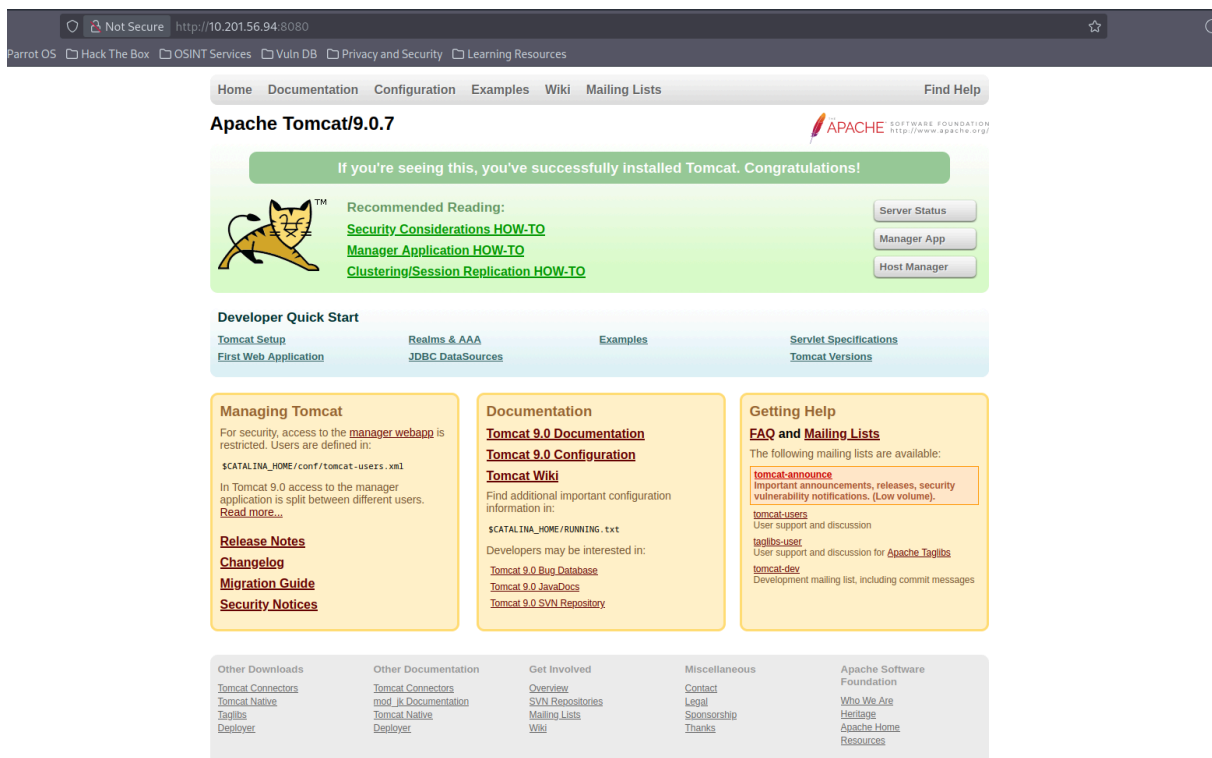 Not Secure http://10.201.56.94:8080
Parrot OS Hack The Box OSINT Services Vuln DB Privacy and Security Learning Resources
Home Documentation Configuration Examples Wiki Mailing Lists Find Help
Apache Tomcat/9.0.7
APACHE SOFTWARE FOUNDATION
http://www.apache.org/
If you're seeing this, you've successfully installed Tomcat. Congratulations!
TM
Recommended Reading:
Security Considerations HOW-TO
Manager Application HOW-TO
Clustering/Session Replication HOW-TO
Server Status
Manager App
Host Manager
Developer Quick Start
Tomcat Setup Realms & AAA Examples Servlet Specifications
First Web Application JDBC DataSources Tomcat Versions
Managing Tomcat
For security, access to the manager webapp is
restricted. Users are defined in:
$CATALINA_HOME/conf/tomcat-users.xml
In Tomcat 9.0 access to the manager
application is split between different users.
Read more...
Release Notes
Changelog
Migration Guide
Security Notices
Documentation
Tomcat 9.0 Documentation
Tomcat 9.0 Configuration
Tomcat Wiki
Find additional important configuration
information in:
$CATALINA_HOME/RUNNING.txt
Developers may be interested in:
Tomcat 9.0 Bug Database
Tomcat 9.0 JavaDocs
Tomcat 9.0 SVN Repository
Getting Help
FAQ and Mailing Lists
The following mailing lists are available:
tomcat-announce
Important announcements, releases, security
vulnerability notifications. (Low volume).
tomcat-users
User support and discussion
taglibs-user
User support and discussion for Apache Taglibs
tomcat-dev
Development mailing list, including commit messages
Other Downloads
Tomcat Connectors
Tomcat Native
Taglibs
Deployer
Other Documentation
Tomcat Connectors
mod_jk Documentation
Tomcat Native
Deployer
Get Involved
Overview
SVN Repositories
Mailing Lists
Wiki
Miscellaneous
Contact
Legal
Sponsorship
Thanks
Apache Software
Foundation
Who We Are
Heritage
Apache Home
Resources